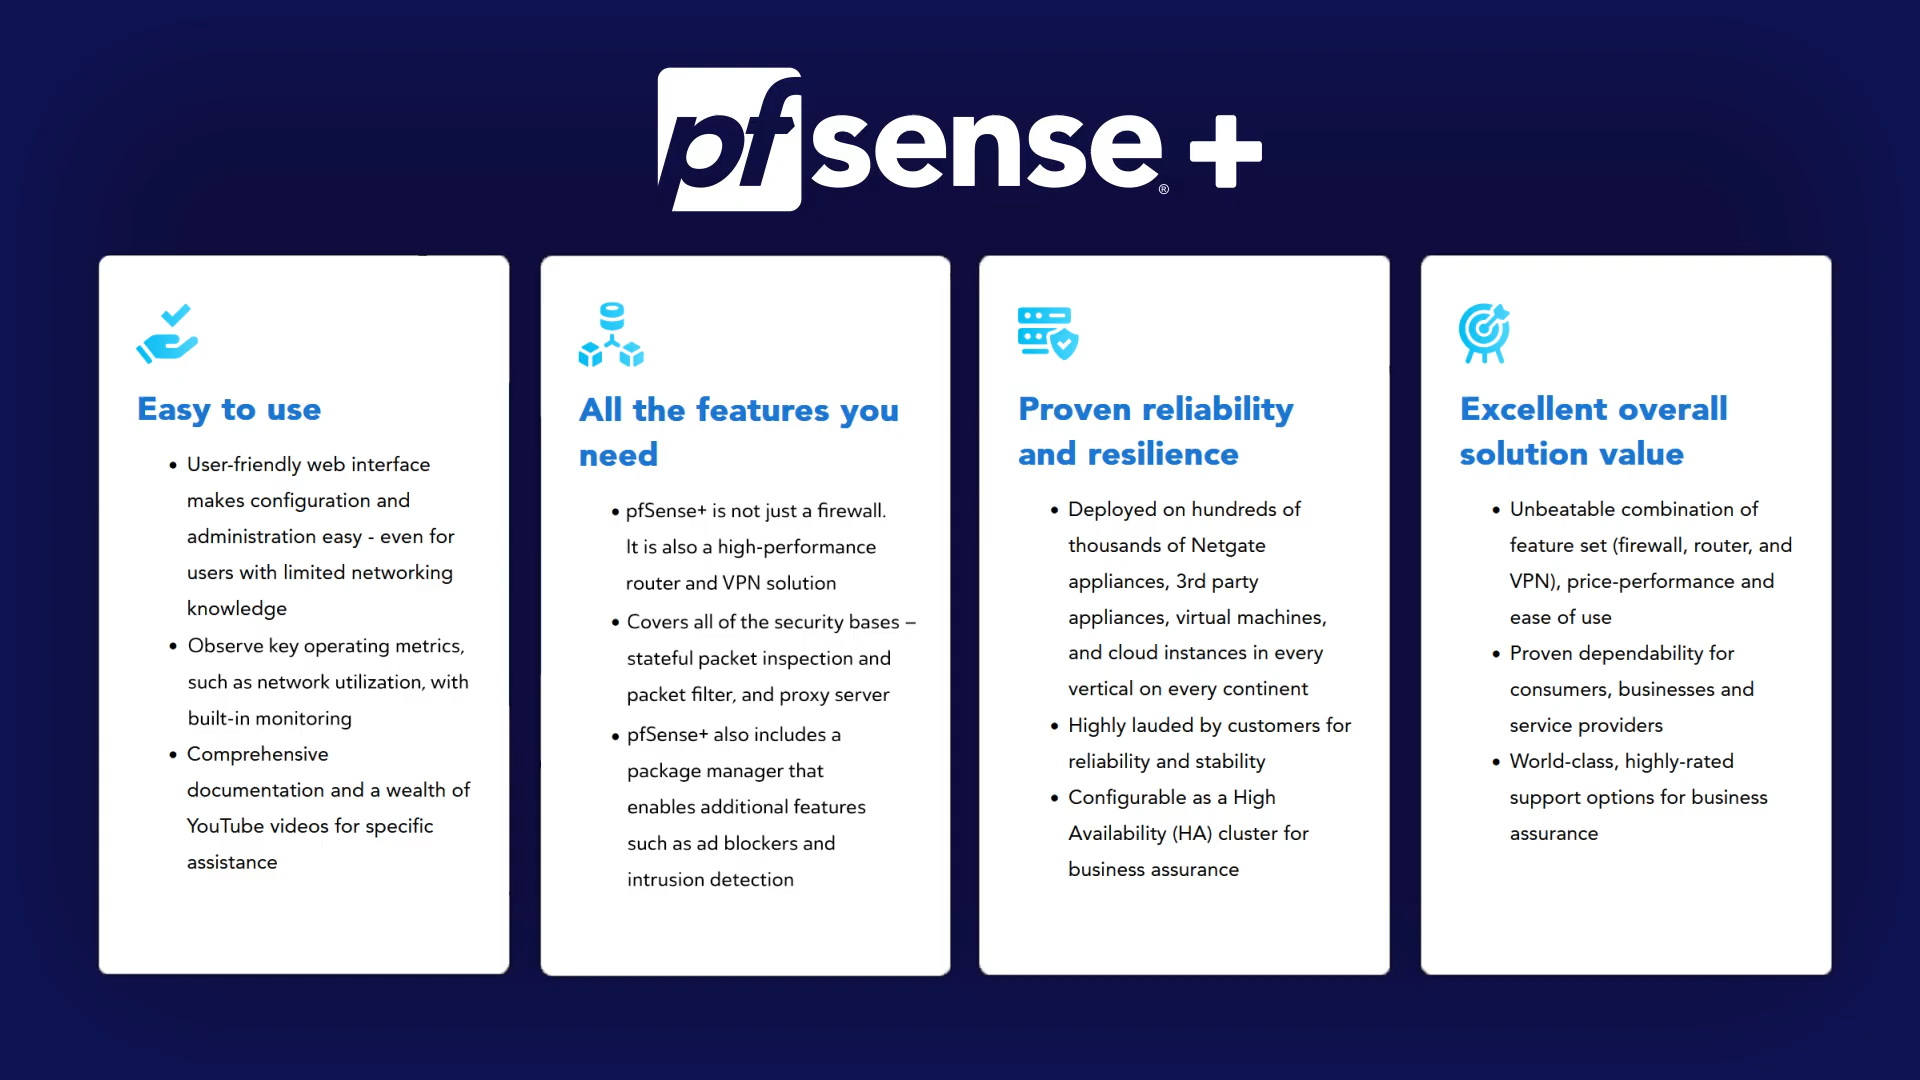 pfsense® +
Easy to use
• User-friendly web interface
makes configuration and
administration easy - even for
users with limited networking
knowledge
• Observe key operating metrics,
such as network utilization, with
built-in monitoring
• Comprehensive
documentation and a wealth of
YouTube videos for specific
assistance
All the features you
need
• pfSense+ is not just a firewall.
It is also a high-performance
router and VPN solution
• Covers all of the security bases –
stateful packet inspection and
packet filter, and proxy server
• pfSense+ also includes a
package manager that
enables additional features
such as ad blockers and
intrusion detection
Proven reliability
and resilience
• Deployed on hundreds of
thousands of Netgate
appliances, 3rd party
appliances, virtual machines,
and cloud instances in every
vertical on every continent
• Highly lauded by customers for
reliability and stability
• Configurable as a High
Availability (HA) cluster for
business assurance
Excellent overall
solution value
• Unbeatable combination of
feature set (firewall, router, and
VPN), price-performance and
ease of use
• Proven dependability for
consumers, businesses and
service providers
• World-class, highly-rated
support options for business
assurance